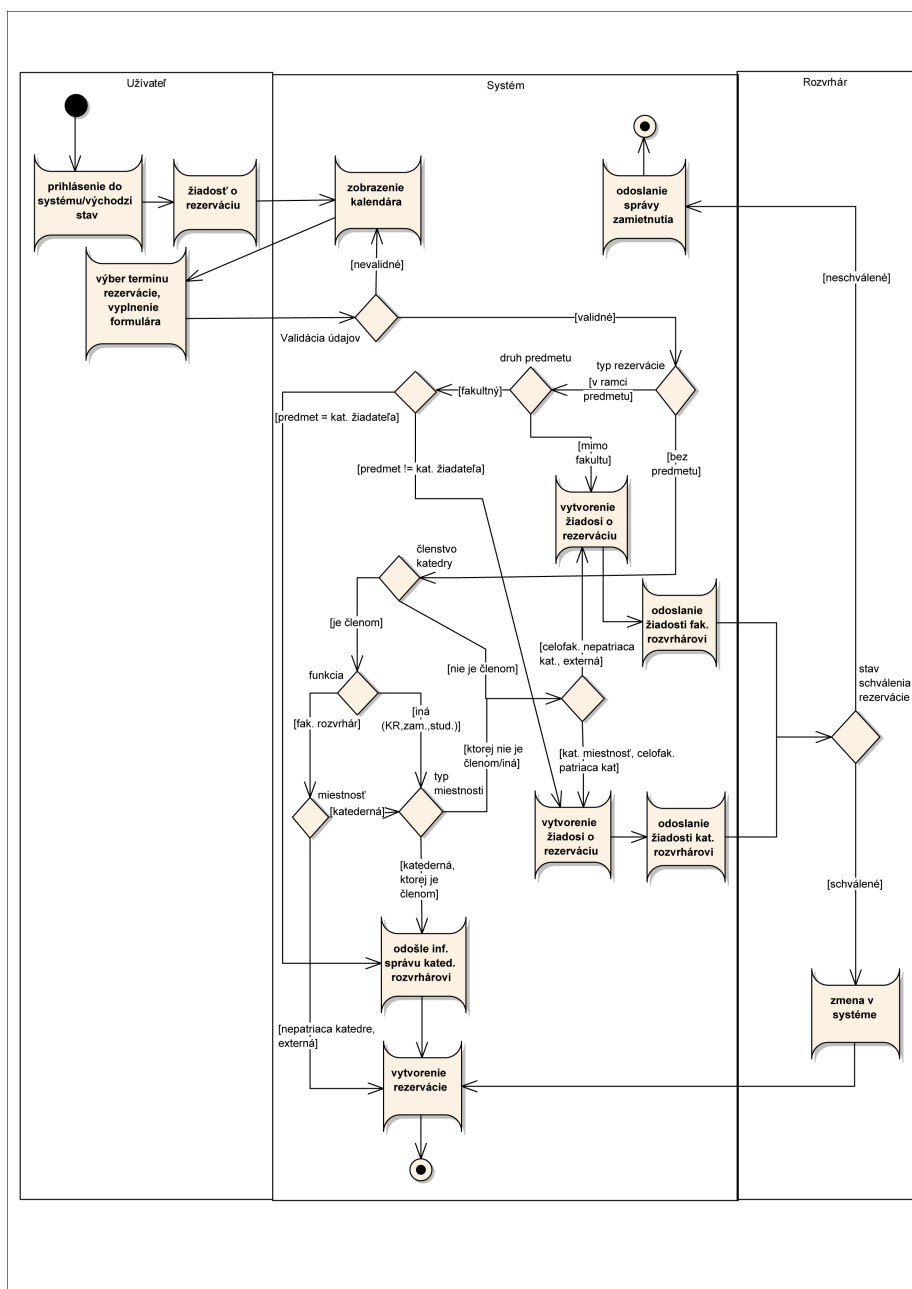 Užívateľ
Systém
Rozvrhár
prihlásenie do
systému/východzí
stav
žiadosť o
rezerváciu
zobrazenie
kalendára
odoslanie
správy
zamietnutia
[nevalidné]
[neschválené]
výber termínu
rezervácie,
vyplnenie
formulára
Validácia údajov
[validné]
druh predmetu
typ rezervácie
[fakultný]
[v ramci
predmetu]
[predmet = kat. žiadateľa]
[mimo
fakultu]
[bez
predmetu]
[predmet != kat. žiadateľa]
vytvorenie
žiadosi o
rezerváciu
členstvo
katedry
odoslanie
žiadosti fak.
rozvrhárovi
[je členom]
[celofak. nepatriaca
kat., externá]
[nie je členom]
funkcia
stav
schválenia
rezervácie
[fak. rozvrhár]
[iná
(KR,zam.,stud.)]
[ktorej nie je
členom/iná]
[kat. miestnosť, celofak.
patriaca kat]
typ
miestnosti
miestnosť
[katederná]
vytvorenie
žiadosi o
rezerváciu
odoslanie
žiadosti kat.
rozvrhárovi
[katederná,
ktorej je
členom]
[schválené]
odošle inf.
správu kated.
rozvrhárovi
zmena v
systéme
[nepatriaca katedre,
externá]
vytvorenie
rezervácie